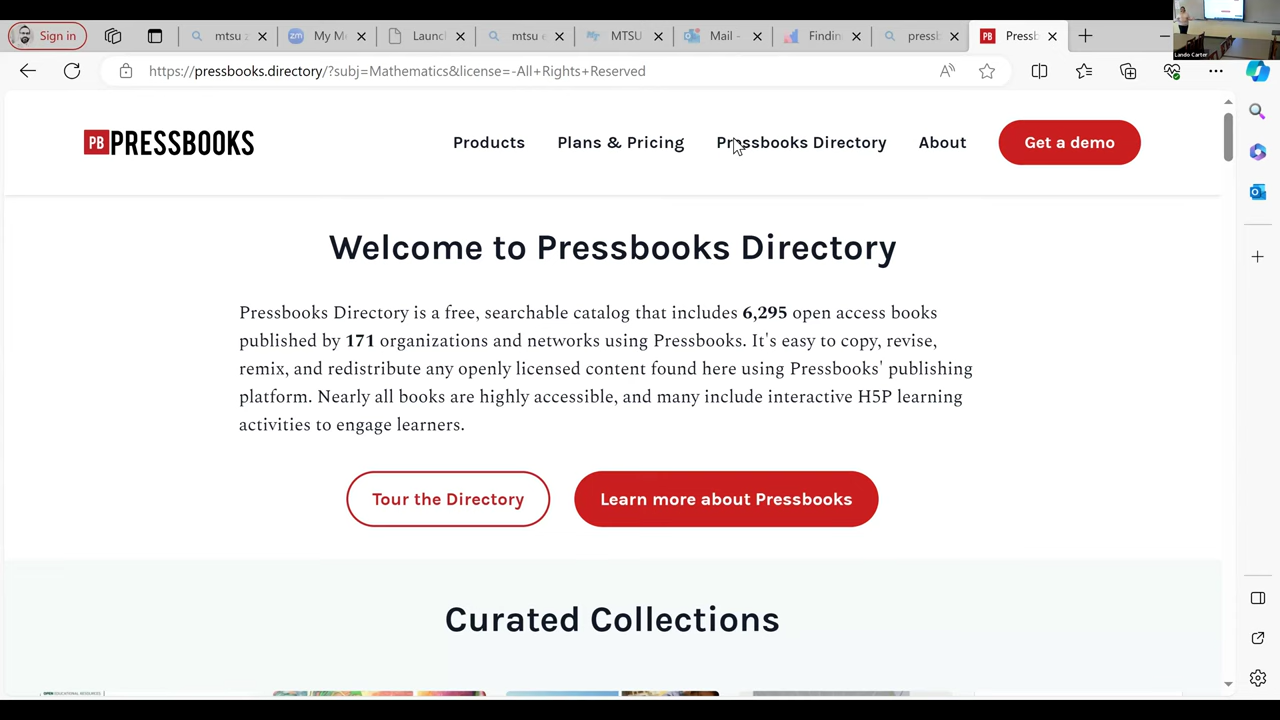 Sign in
mtsu z
My M
Launc
mtsu e
MTSU
Mail -
Findin
pressb
PB
Pressb
https://pressbooks.directory/?subj=Mathematics&license=-All+Rights+Reserved
Lando Carter
PB PRESSBOOKS
Products
Plans & Pricing
Pressbooks Directory
About
Get a demo
Welcome to Pressbooks Directory
Pressbooks Directory is a free, searchable catalog that includes 6,295 open access books
published by 171 organizations and networks using Pressbooks. It's easy to copy, revise,
remix, and redistribute any openly licensed content found here using Pressbooks' publishing
platform. Nearly all books are highly accessible, and many include interactive H5P learning
activities to engage learners.
Tour the Directory
Learn more about Pressbooks
Curated Collections